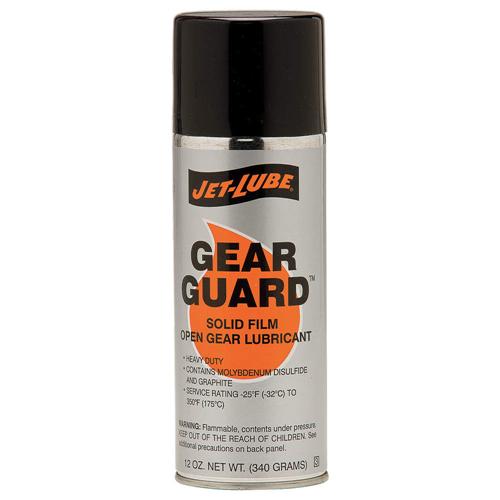 JET-LUBE®
GEAR
GUARD™
SOLID FILM
OPEN GEAR LUBRICANT
• HEAVY DUTY
• CONTAINS MOLYBDENUM DISULFIDE
AND GRAPHITE
• SERVICE RATING -25°F (-32°C) TO
350°F (175°C)
WARNING: Flammable, contents under pressure.
KEEP OUT OF THE REACH OF CHILDREN. See
additional precautions on back panel.
12 OZ. NET WT. (340 GRAMS)